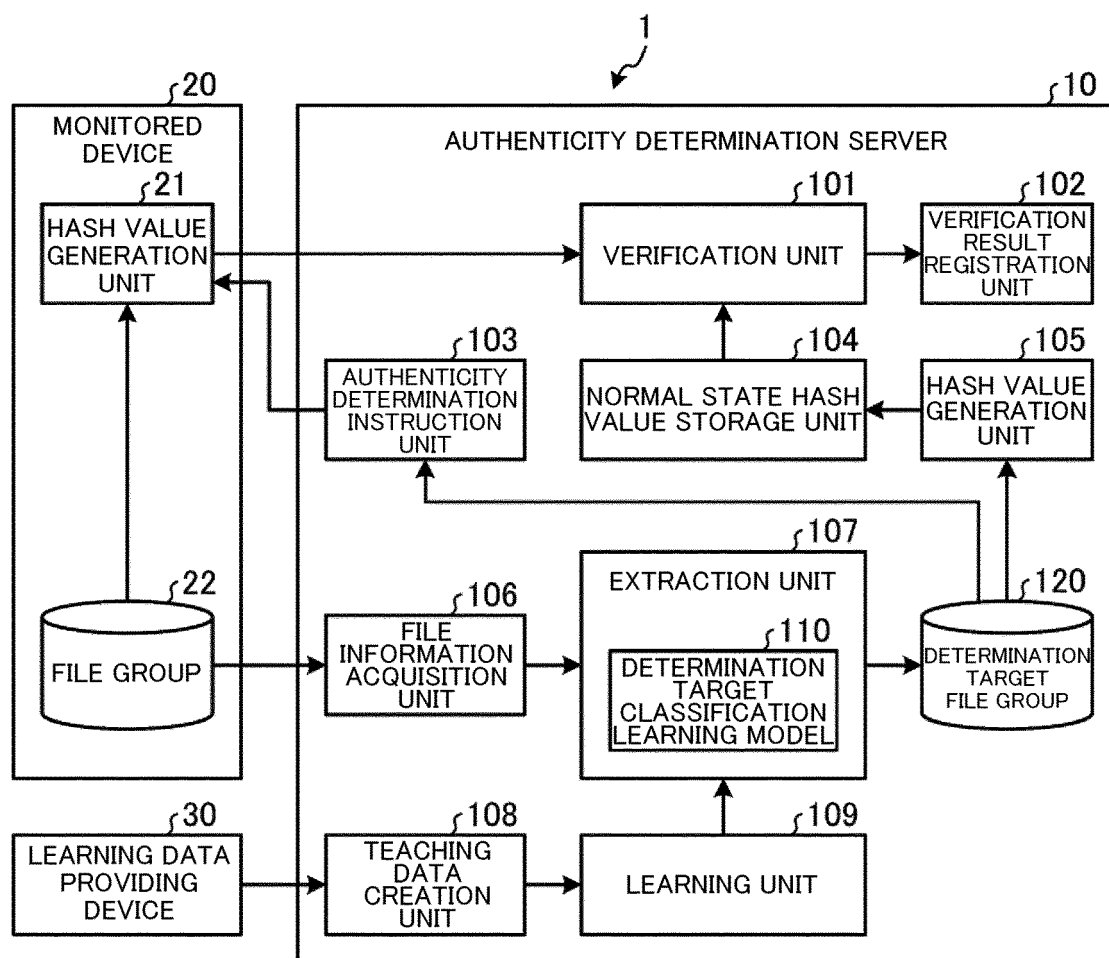 1
20
10
MONITORED
DEVICE
AUTHENTICITY DETERMINATION SERVER
21
101
102
HASH VALUE
GENERATION
UNIT
VERIFICATION UNIT
VERIFICATION
RESULT
REGISTRATION
UNIT
103
104
105
AUTHENTICITY
DETERMINATION
INSTRUCTION
UNIT
NORMAL STATE HASH
VALUE STORAGE UNIT
HASH VALUE
GENERATION
UNIT
107
22
106
EXTRACTION UNIT
120
FILE GROUP
FILE
INFORMATION
ACQUISITION
UNIT
110
DETERMINATION
TARGET
CLASSIFICATION
LEARNING MODEL
DETERMINATION
TARGET
FILE GROUP
30
108
109
LEARNING DATA
PROVIDING
DEVICE
TEACHING
DATA
CREATION
UNIT
LEARNING UNIT